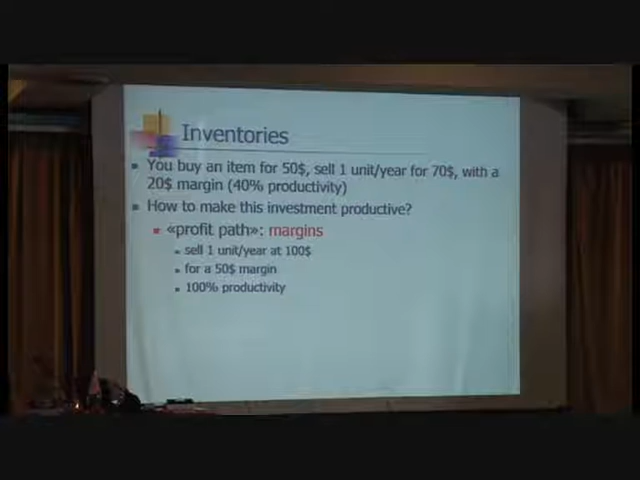 Inventories
You buy an item for 50$, sell 1 unit/year for 70$, with a
20$ margin (40% productivity)
How to make this investment productive?
«profit path»: margins
sell 1 unit/year at 100$
for a 50$ margin
100% productivity